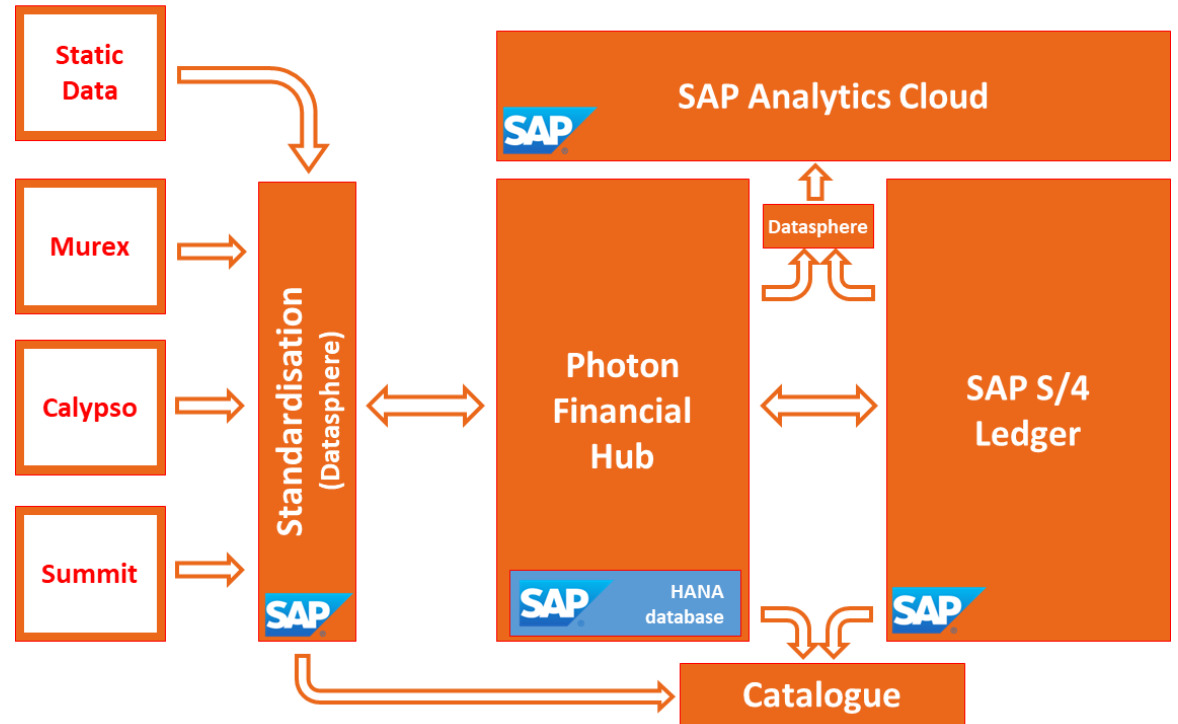 Static
Data
Murex
Calypso
Summit
Standardisation
(Datasphere)
SAP
SAP Analytics Cloud
SAP
Photon
Financial
Hub
SAP
HANA
database
Datasphere
SAP S/4
Ledger
SAP
Catalogue